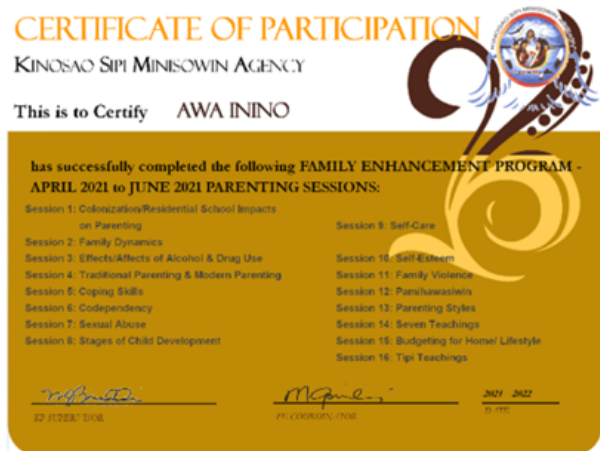 CERTIFICATE OF PARTICIPATION
KINOSAO SIPI MINISOWIN AGENCY
This is to Certify AWA ININO
has successfully completed the following FAMILY ENHANCEMENT PROGRAM -
APRIL 2021 to JUNE 2021 PARENTING SESSIONS:
Session 1: Colonization/Residential School Impacts
on Parenting
Session 2: Family Dynamics
Session 3: Effects/Affects of Alcohol & Drug Use
Session 4: Traditional Parenting & Modern Parenting
Session 5: Coping Skills
Session 6: Codependency
Session 7: Sexual Abuse
Session 8: Stages of Child Development
Session 9: Self-Care
Session 10: Self-Esteem
Session 11: Family Violence
Session 12: Pamihawasiwin
Session 13: Parenting Styles
Session 14: Seven Teachings
Session 15: Budgeting for Home/ Lifestyle
Session 16: Tipi Teachings
2021 - 2022
SUPERVISOR
DATE